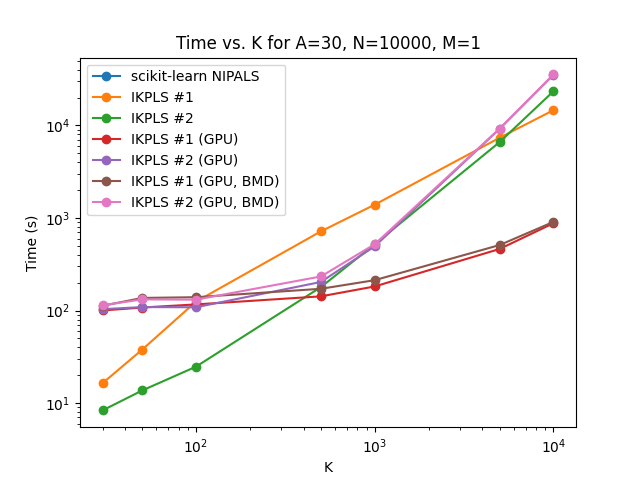 Time vs. K for A=30, N=10000, M=1
scikit-learn NIPALS
IKPLS #1
IKPLS #2
IKPLS #1 (GPU)
IKPLS #2 (GPU)
IKPLS #1 (GPU, BMD)
IKPLS #2 (GPU, BMD)
Time (s)
10⁴
10³
10²
10¹
10² 10³ 10⁴
K